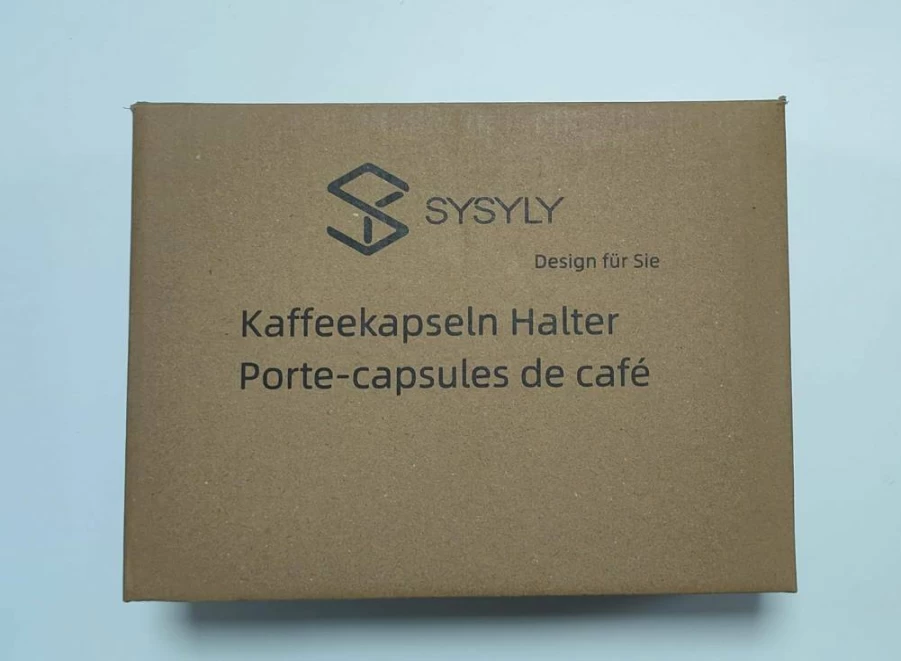 SYSYLY
Design für Sie
Kaffeekapseln Halter
Porte-capsules de café